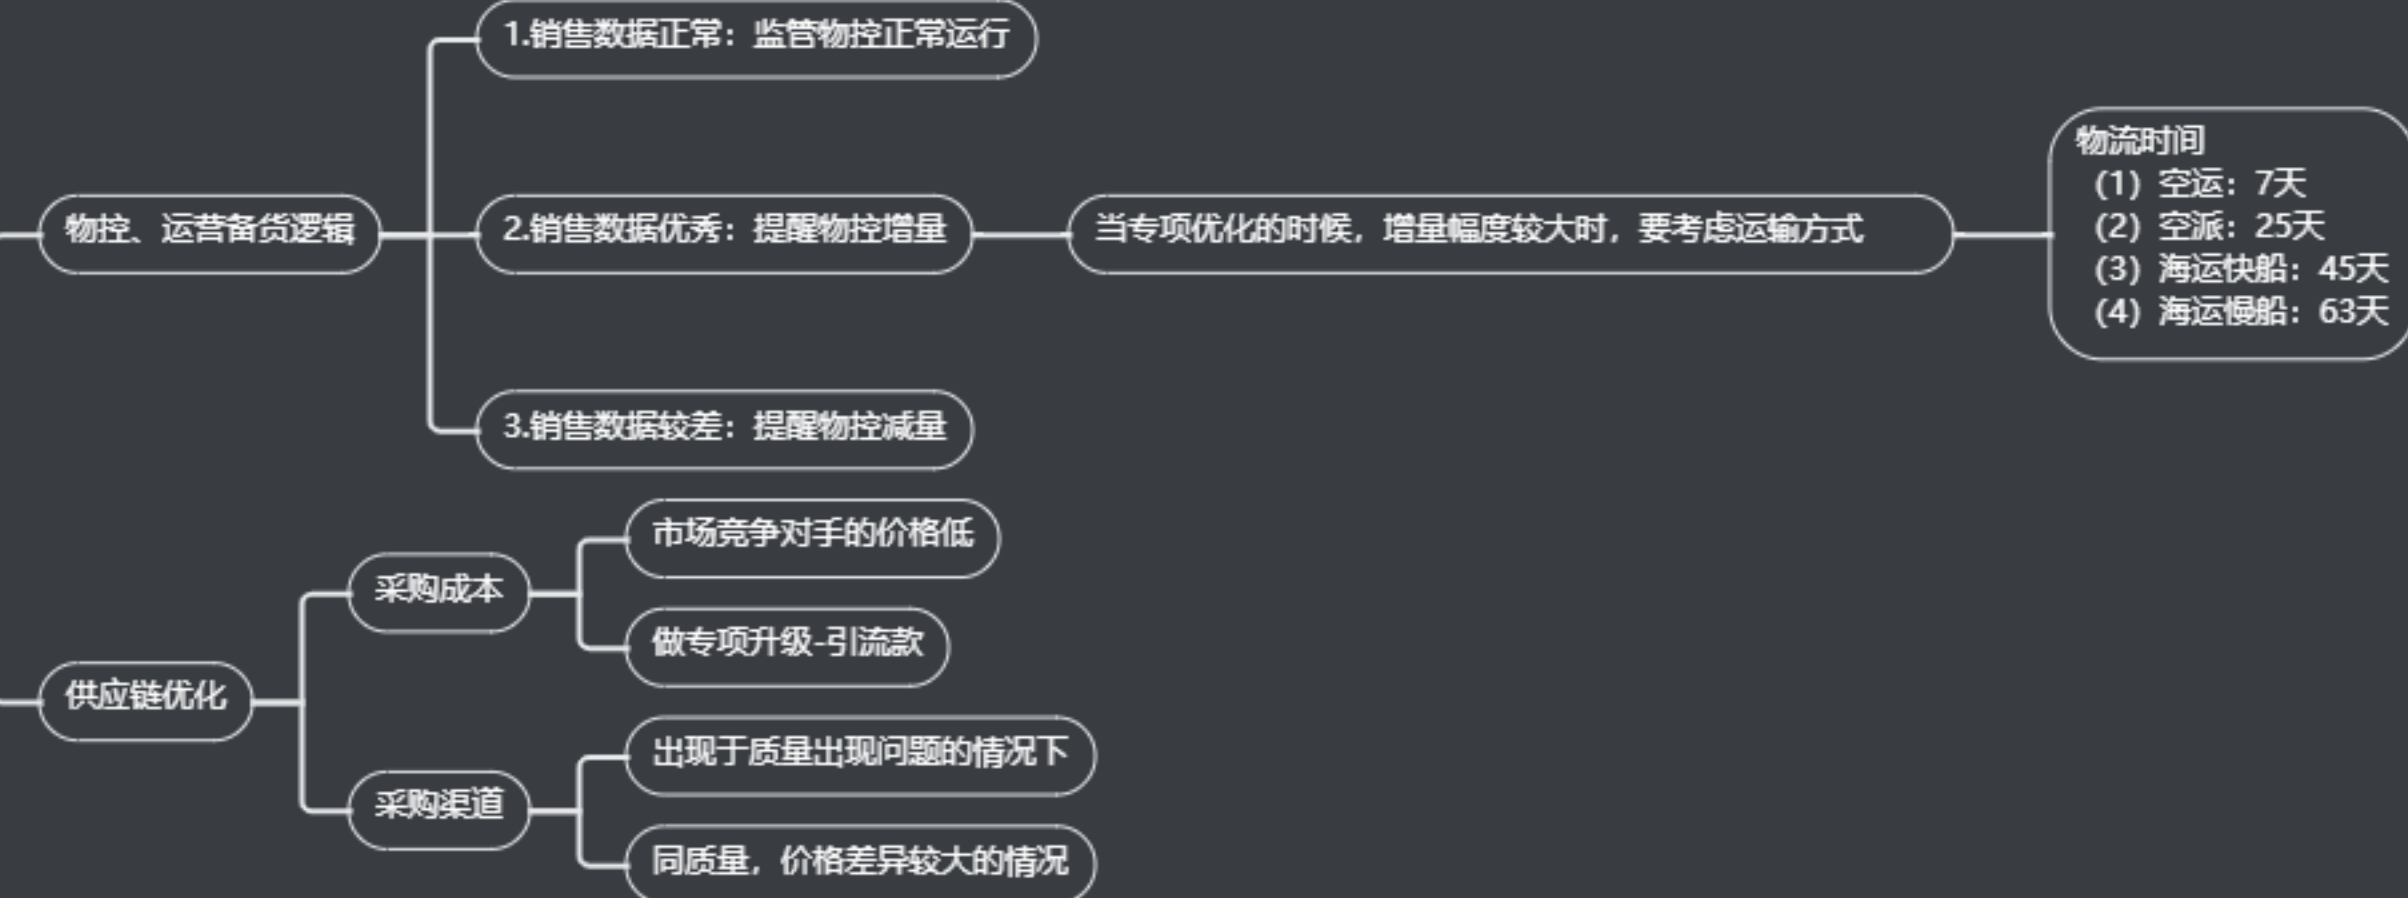 物控、运营备货逻辑
1.销售数据正常：监管物控正常运行
2.销售数据优秀：提醒物控增量
当专项优化的时候，增量幅度较大时，要考虑运输方式
物流时间
（1）空运：7天
（2）空派：25天
（3）海运快船：45天
（4）海运慢船：63天
3.销售数据较差：提醒物控减量
供应链优化
采购成本
市场竞争对手的价格低
做专项升级-引流款
采购渠道
出现于质量出现问题的情况下
同质量，价格差异较大的情况